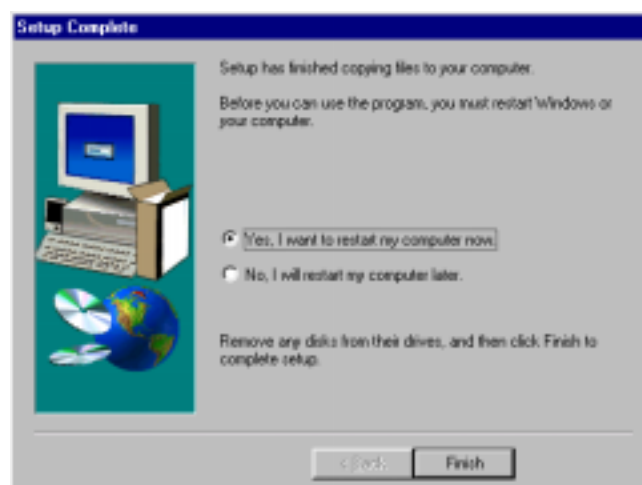 Setup Complete
Setup has finished copying files to your computer.
Before you can use the program, you must restart Windows or
your computer.
Yes, I want to restart my computer now.
No, I will restart my computer later.
Remove any disks from their drives, and then click Finish to
complete setup.
< Back
Finish